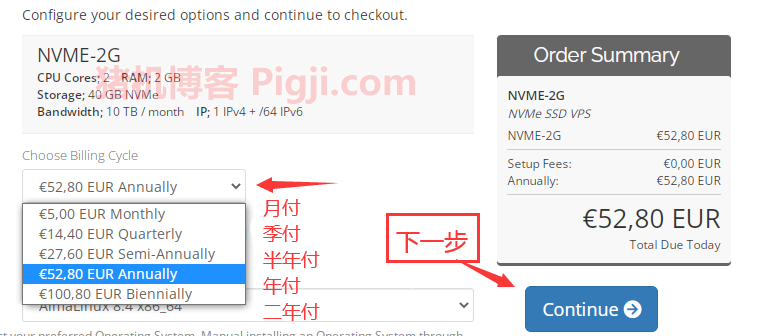 Configure your desired options and continue to checkout.
NVME-2G
CPU Cores; 2 RAM; 2 GB
Storage; 40 GB NVMe
Bandwidth; 10 TB / month IP; 1 IPv4 + /64 IPv6
猪机博客 Pigji.com
Choose Billing Cycle
€52,80 EUR Annually
€5,00 EUR Monthly
€14,40 EUR Quarterly
€27,60 EUR Semi-Annually
€52,80 EUR Annually
€100,80 EUR Biennially
月付
季付
半年付
年付
二年付
AlmaLinux 8.4 x86_64
your preferred Operating System, Manual installing an Operating System through
Order Summary
NVME-2G
NVMe SSD VPS
NVME-2G €52,80 EUR
Setup Fees: €0,00 EUR
Annually: €52,80 EUR
€52,80 EUR
Total Due Today
下一步
Continue